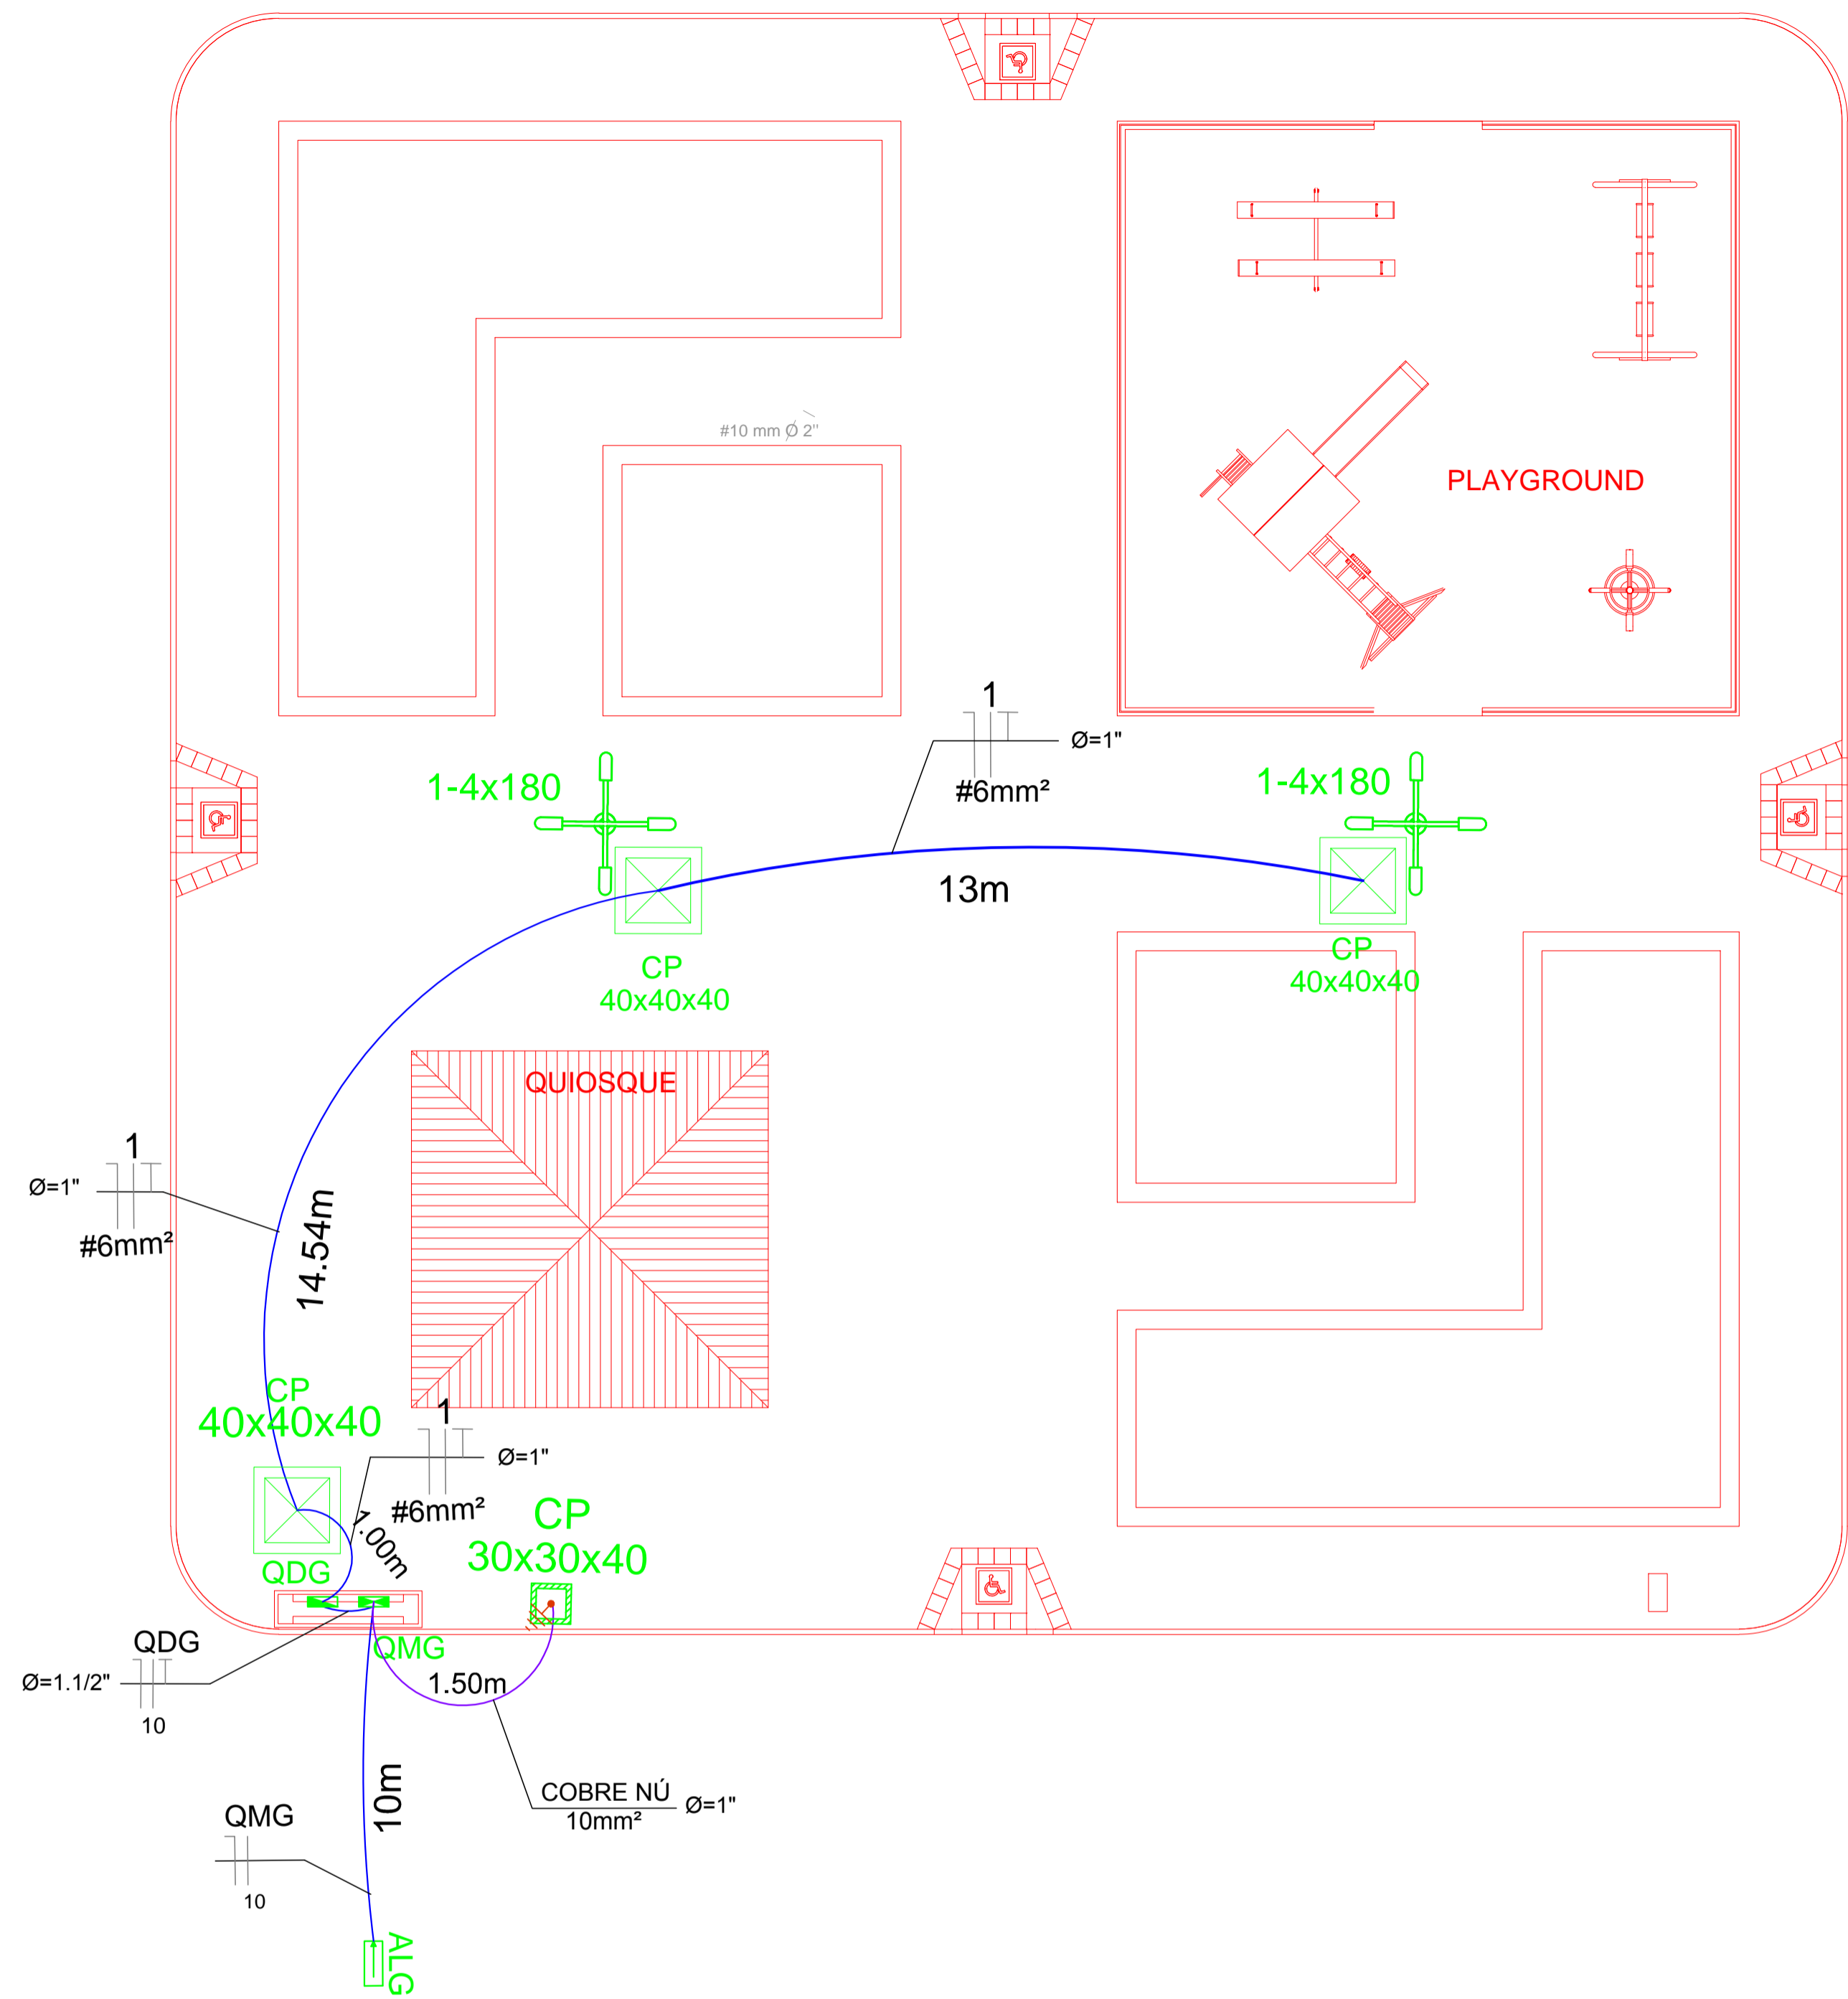 #10 mm Ø 2"
PLAYGROUND
1
Ø=1"
#6mm²
1-4x180
1-4x180
13m
CP
40x40x40
CP
40x40x40
QUIOSQUE
1
Ø=1"
#6mm²
14.54m
CP
40x40x40
1
Ø=1"
#6mm²
1.00m
CP
30x30x40
QDG
QDG
Ø=1.1/2"
10
QMG
1.50m
COBRE NÚ
10mm²
Ø=1"
10m
QMG
10
ALG